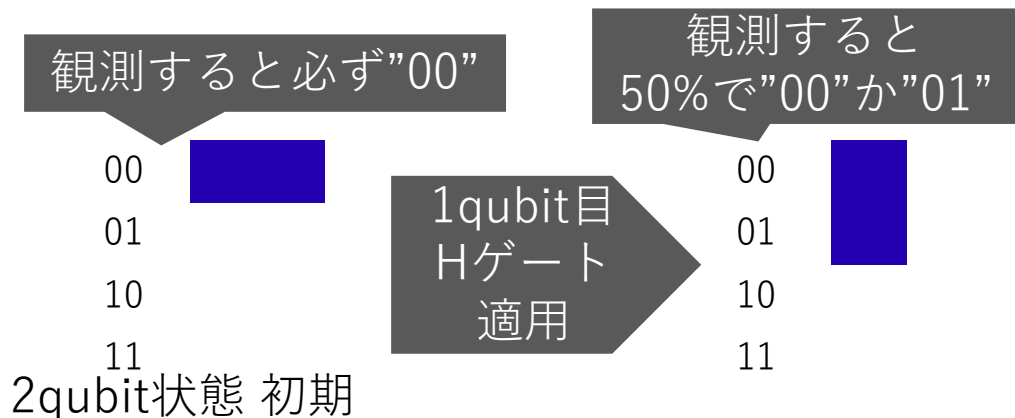 観測すると必ず”00”
00
01
10
11
2qubit状態 初期
1qubit目
Hゲート
適用
観測すると
50%で”00”か”01”
00
01
10
11